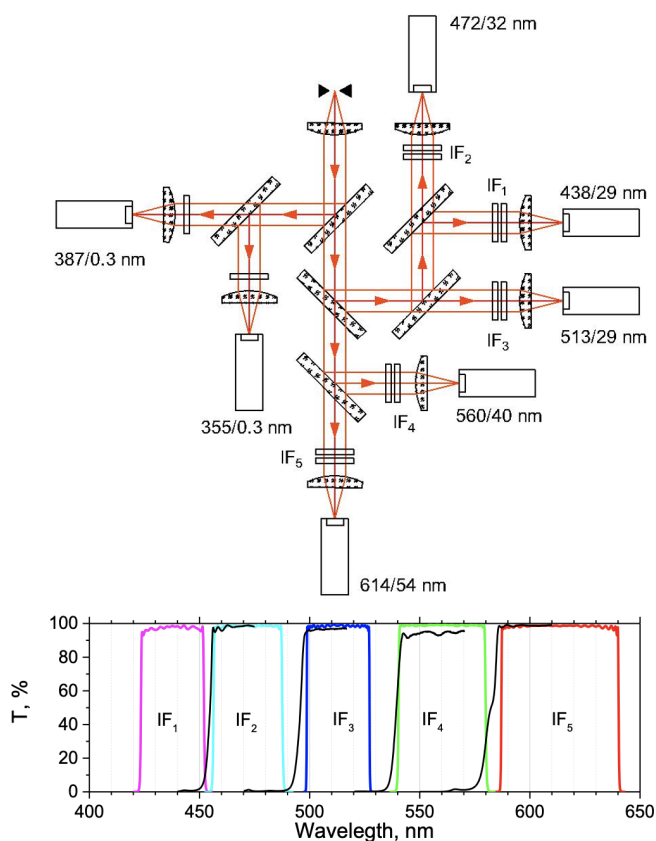 472/32 nm
IF2
IF1
438/29 nm
387/0.3 nm
IF3
513/29 nm
355/0.3 nm
IF4
560/40 nm
IF5
614/54 nm
T, %
100
80
60
40
20
0
IF1
IF2
IF3
IF4
IF5
400
450
500
550
600
650
Wavelegth, nm